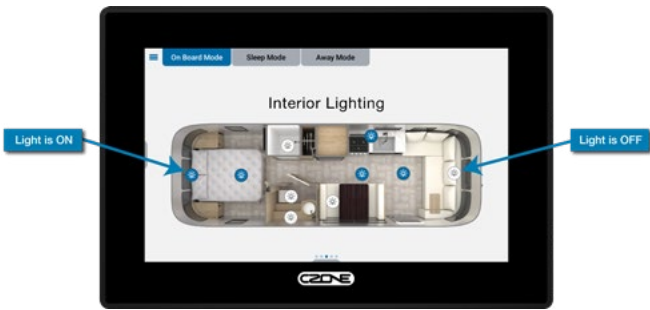 On Board Mode Sleep Mode Away Mode
Interior Lighting
Light is ON
Light is OFF
CZONE